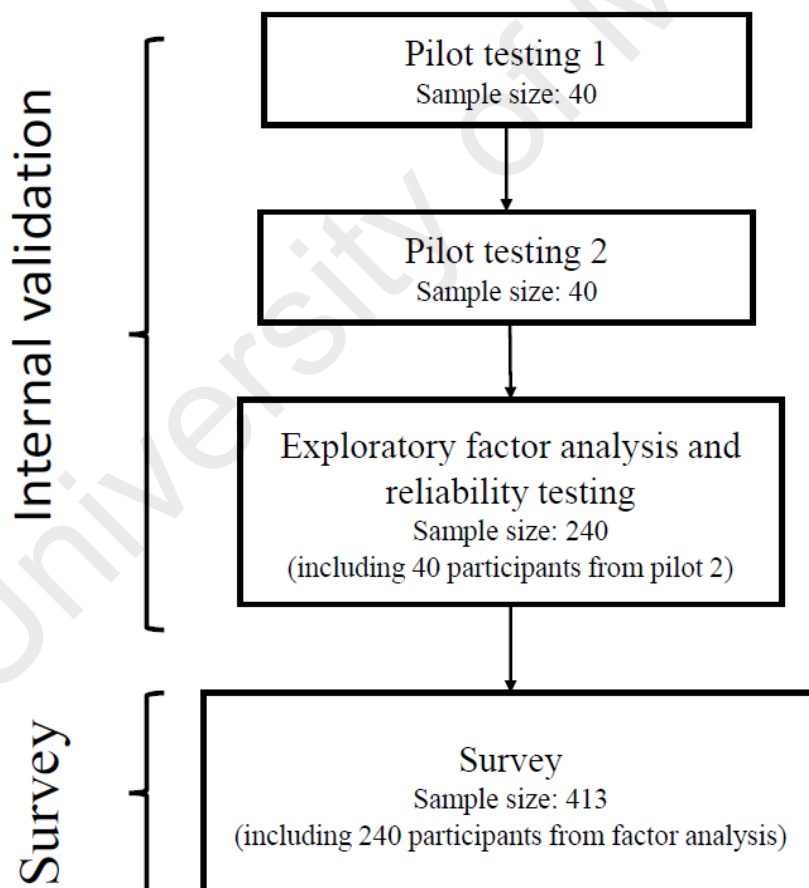 Internal validation
Pilot testing 1
Sample size: 40
Pilot testing 2
Sample size: 40
Exploratory factor analysis and
reliability testing
Sample size: 240
(including 40 participants from pilot 2)
Survey
Survey
Sample size: 413
(including 240 participants from factor analysis)
University of